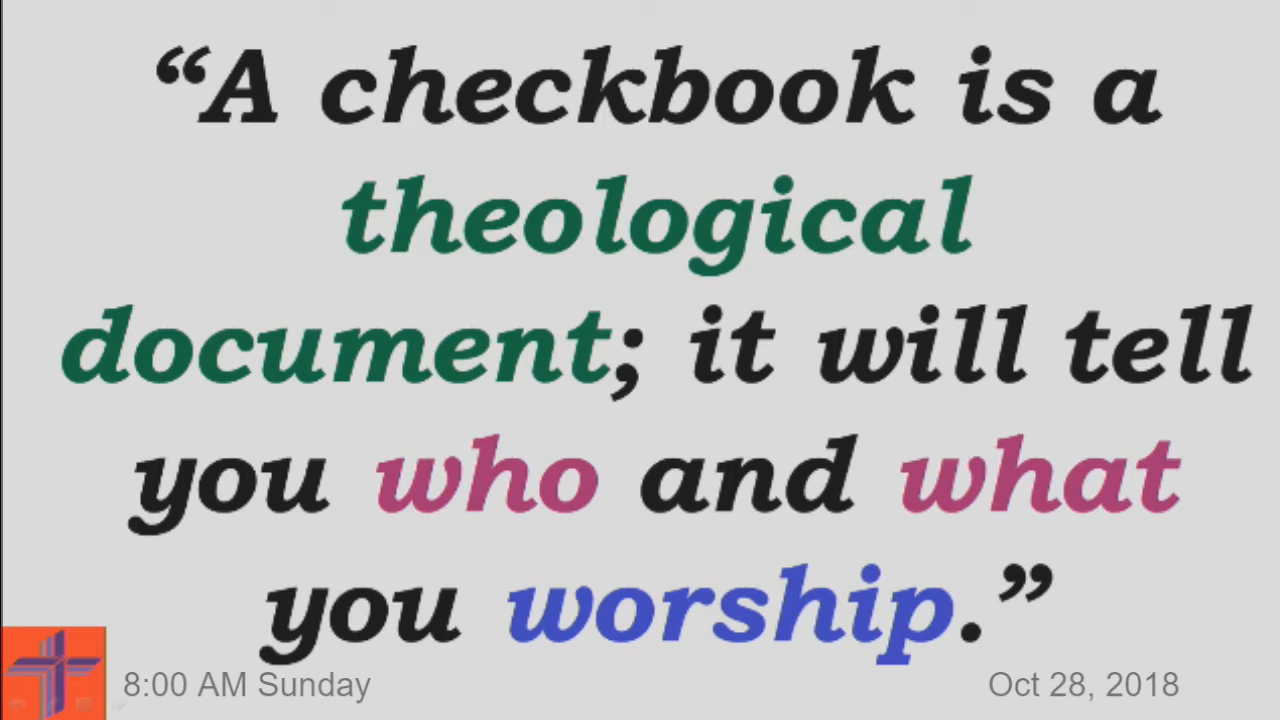 “A checkbook is a
theological
document; it will tell
you who and what
you worship.”
8:00 AM Sunday
Oct 28, 2018